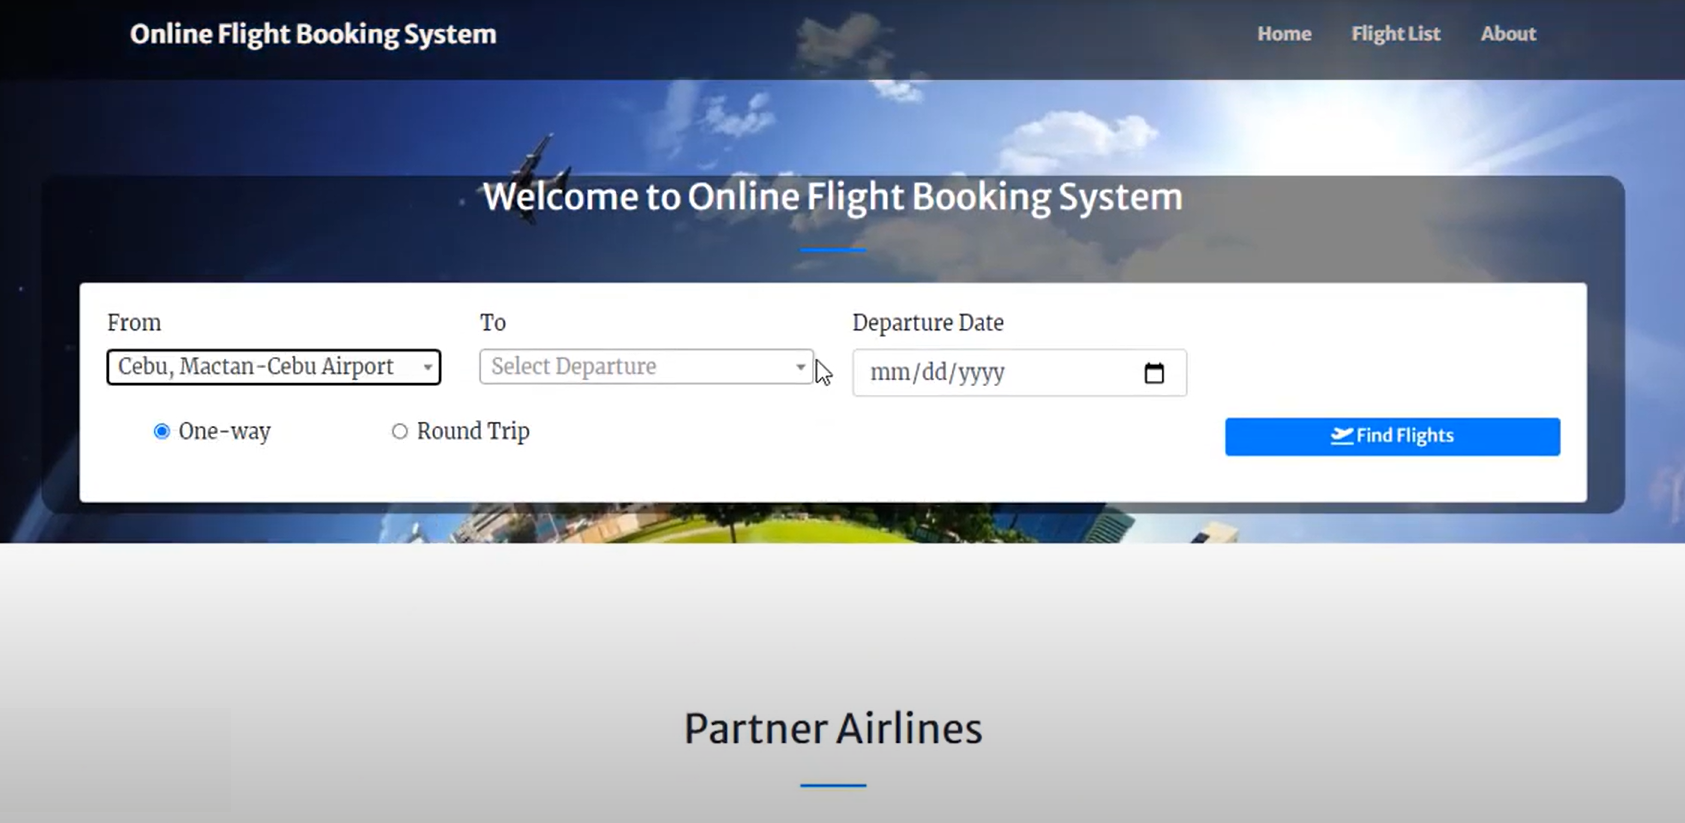 Online Flight Booking System
Home Flight List About
Welcome to Online Flight Booking System
From To Departure Date
Cebu, Mactan-Cebu Airport Select Departure mm/dd/yyyy
One-way Round Trip Find Flights
Partner Airlines